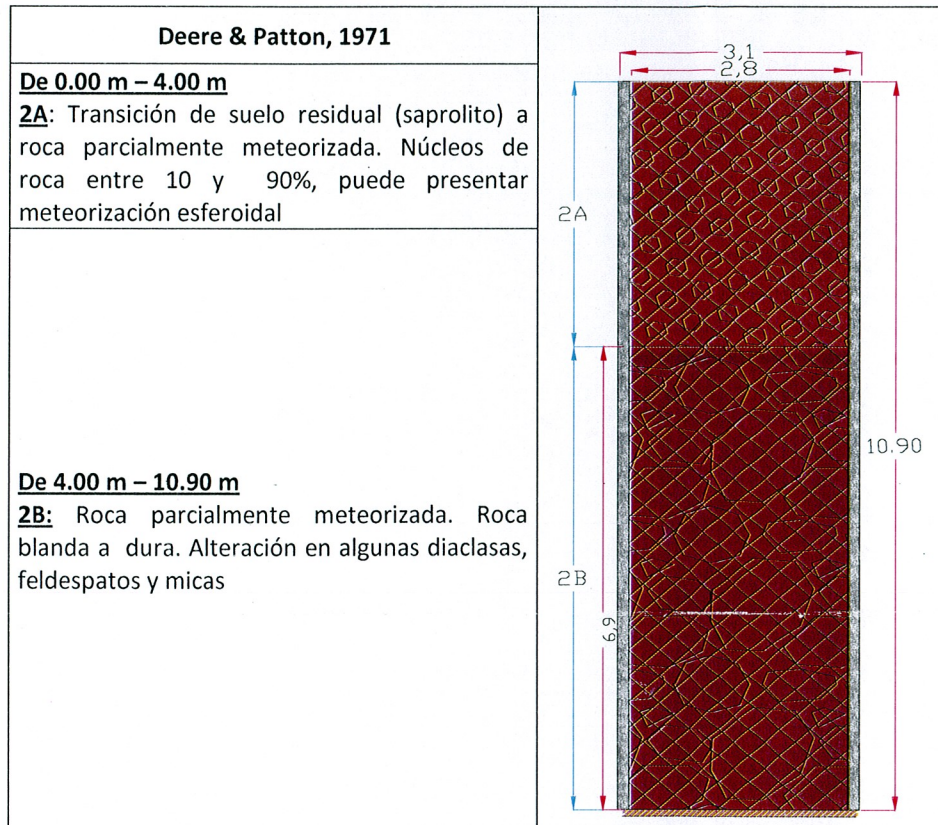 Deere & Patton, 1971
De 0.00 m – 4.00 m
2A: Transición de suelo residual (saprolito) a
roca parcialmente meteorizada. Núcleos de
roca entre 10 y 90%, puede presentar
meteorización esferoidal
De 4.00 m – 10.90 m
2B: Roca parcialmente meteorizada. Roca
blanda a dura. Alteración en algunas diaclasas,
feldespatos y micas
3,1
2,8
2A
10.90
2B
6,9